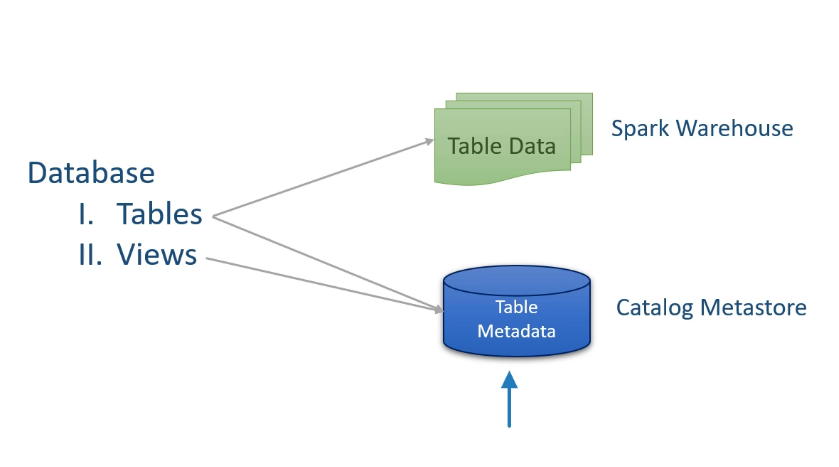 Database
I. Tables
II. Views
Table Data
Spark Warehouse
Table
Metadata
Catalog Metastore